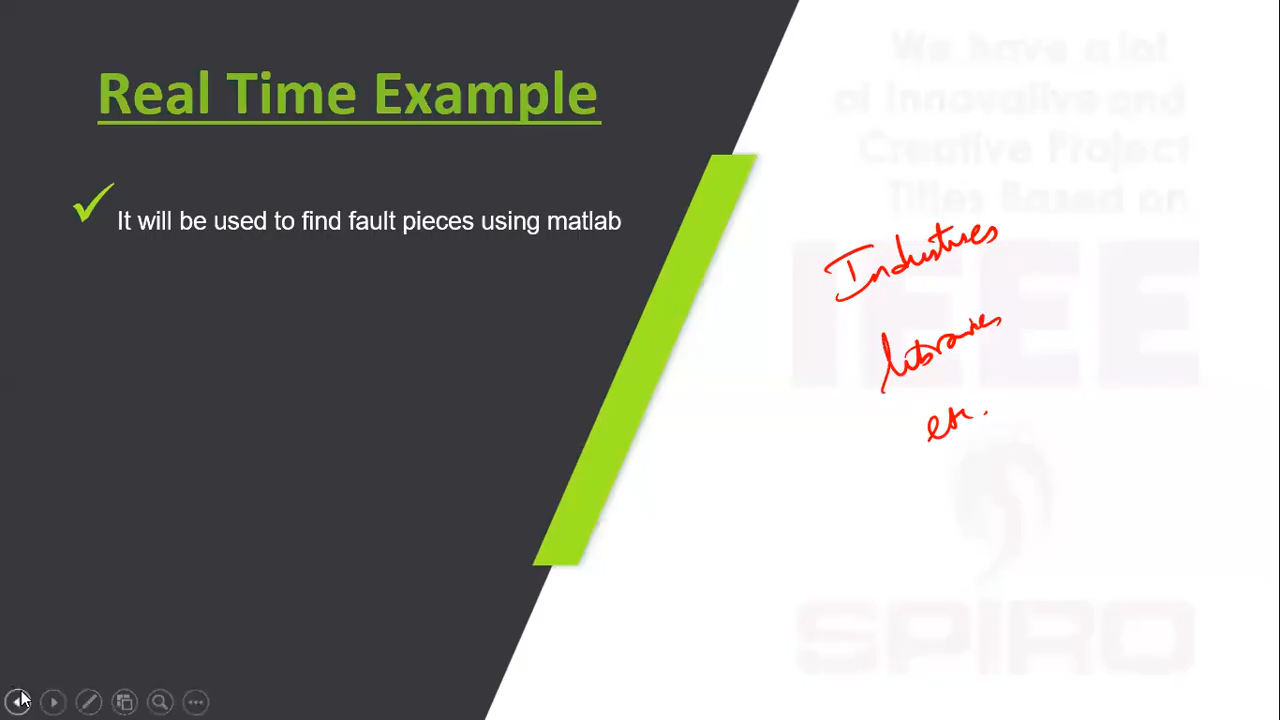 Real Time Example
It will be used to find fault pieces using matlab
We have a lot
of Innovative and
Creative Project
Titles Based on
IEEE
SPIRO
Industries
libraries
etc.